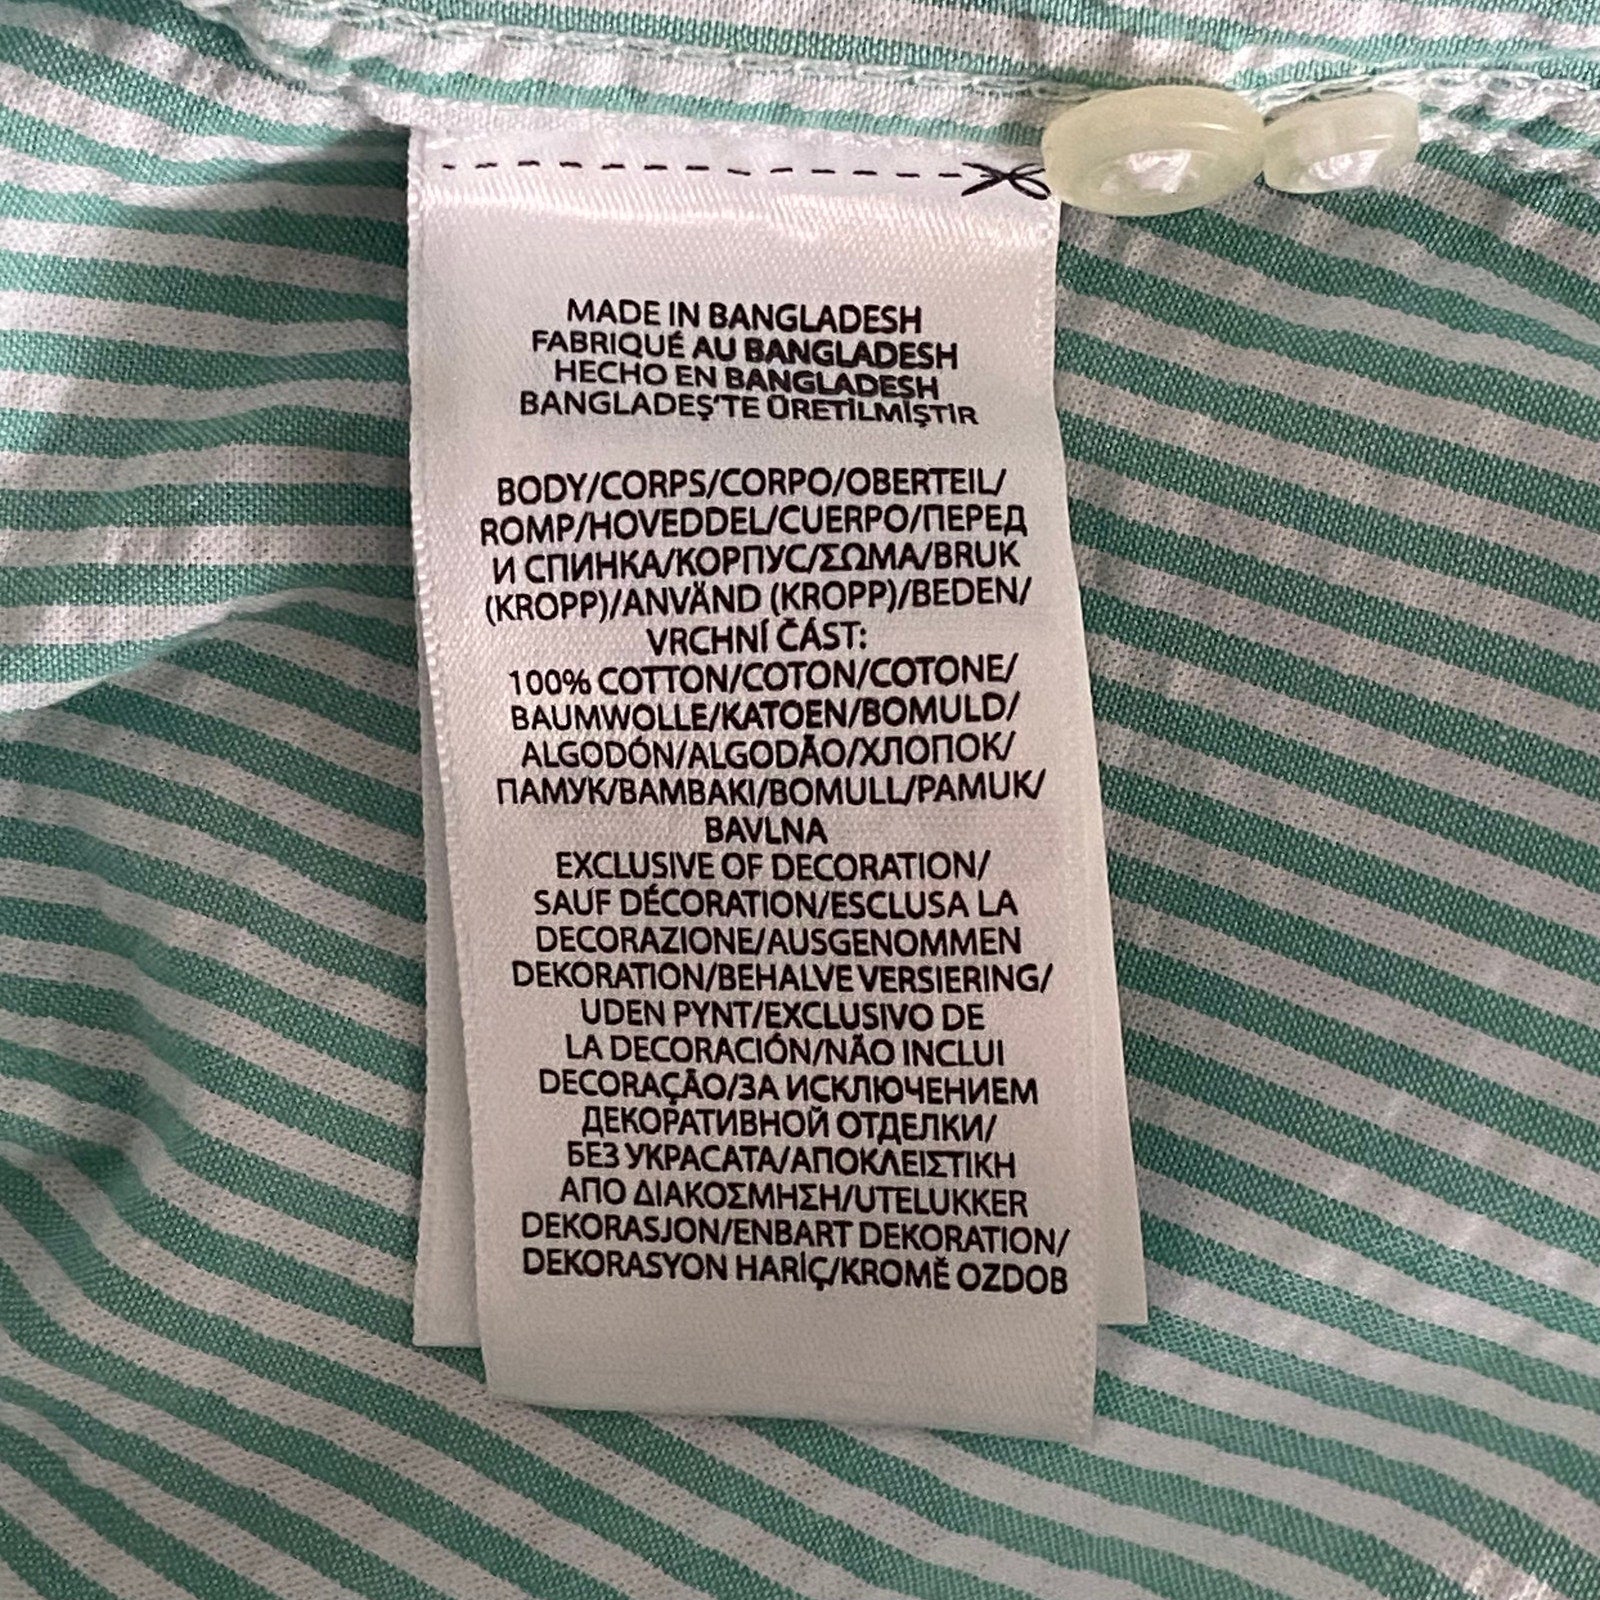 MADE IN BANGLADESH
FABRIQUÉ AU BANGLADESH
HECHO EN BANGLADESH
BANGLADEŞ'TE ÜRETİLMİŞTİR
BODY/CORPS/CORPO/OBERTEIL/
ROMP/HOVEDDEL/CUERPO/ПЕРЕД
И СПИНКА/КОРПУС/ΣΩΜΑ/BRUK
(KROPP)/ANVÄND (KROPP)/BEDEN/
VRCHNÍ ČÁST:
100% COTTON/COTON/COTONE/
BAUMWOLLE/KATOEN/BOMULD/
ALGODÓN/ALGODÃO/ХЛОПОК/
ПАМУК/ΒΑΜΒΑΚΙ/BOMULL/PAMUK/
BAVLNA
EXCLUSIVE OF DECORATION/
SAUF DÉCORATION/ESCLUSA LA
DECORAZIONE/AUSGENOMMEN
DEKORATION/BEHALVE VERSIERING/
UDEN PYNT/EXCLUSIVO DE
LA DECORACIÓN/NÃO INCLUI
DECORAÇÃO/ЗА ИСКЛЮЧЕНИЕМ
ДЕКОРАТИВНОЙ ОТДЕЛКИ/
БЕЗ УКРАСАТА/ΑΠΟΚΛΕΙΣΤΙΚΗ
ΑΠΟ ΔΙΑΚΟΣΜΗΣΗ/UTELUKKER
DEKORASJON/ENBART DEKORATION/
DEKORASYON HARİÇ/KROMĚ OZDOB